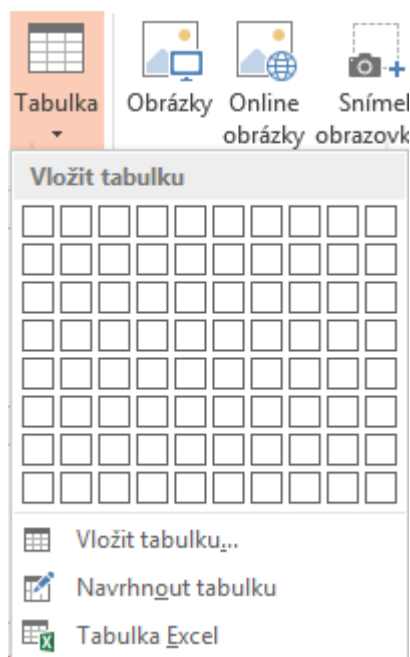 Tabulka
Obrázky
Online
obrázky
Vložit tabulku
Vložit tabulku...
Navrhnout tabulku
Tabulka Excel